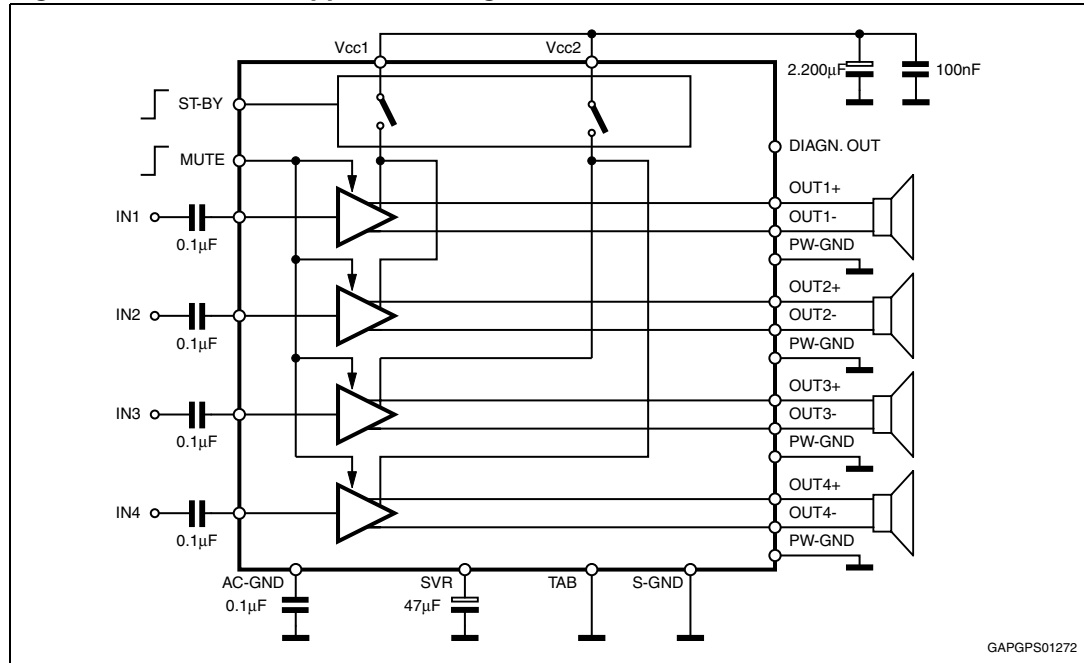 Vcc1
Vcc2
2.200µF
100nF
ST-BY
DIAGN. OUT
MUTE
OUT1+
IN1
OUT1-
0.1µF
PW-GND
OUT2+
IN2
OUT2-
0.1µF
PW-GND
OUT3+
IN3
OUT3-
0.1µF
PW-GND
OUT4+
IN4
OUT4-
0.1µF
PW-GND
AC-GND
SVR
TAB
S-GND
0.1µF
47µF
GAPGPS01272